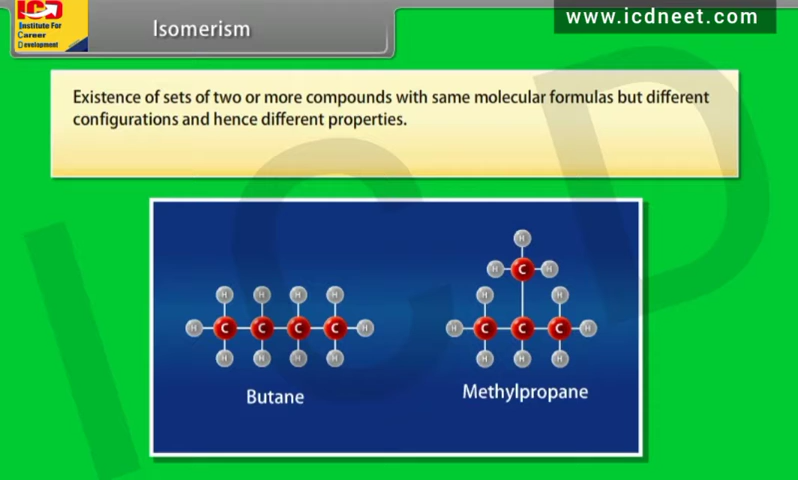 ICD
Institute For
Career
Development
Isomerism
www.icdneet.com
Existence of sets of two or more compounds with same molecular formulas but different
configurations and hence different properties.
ICD
H
H C H
H H H H H H
H C C C C H H C C C H
H H H H H H H
Butane Methylpropane